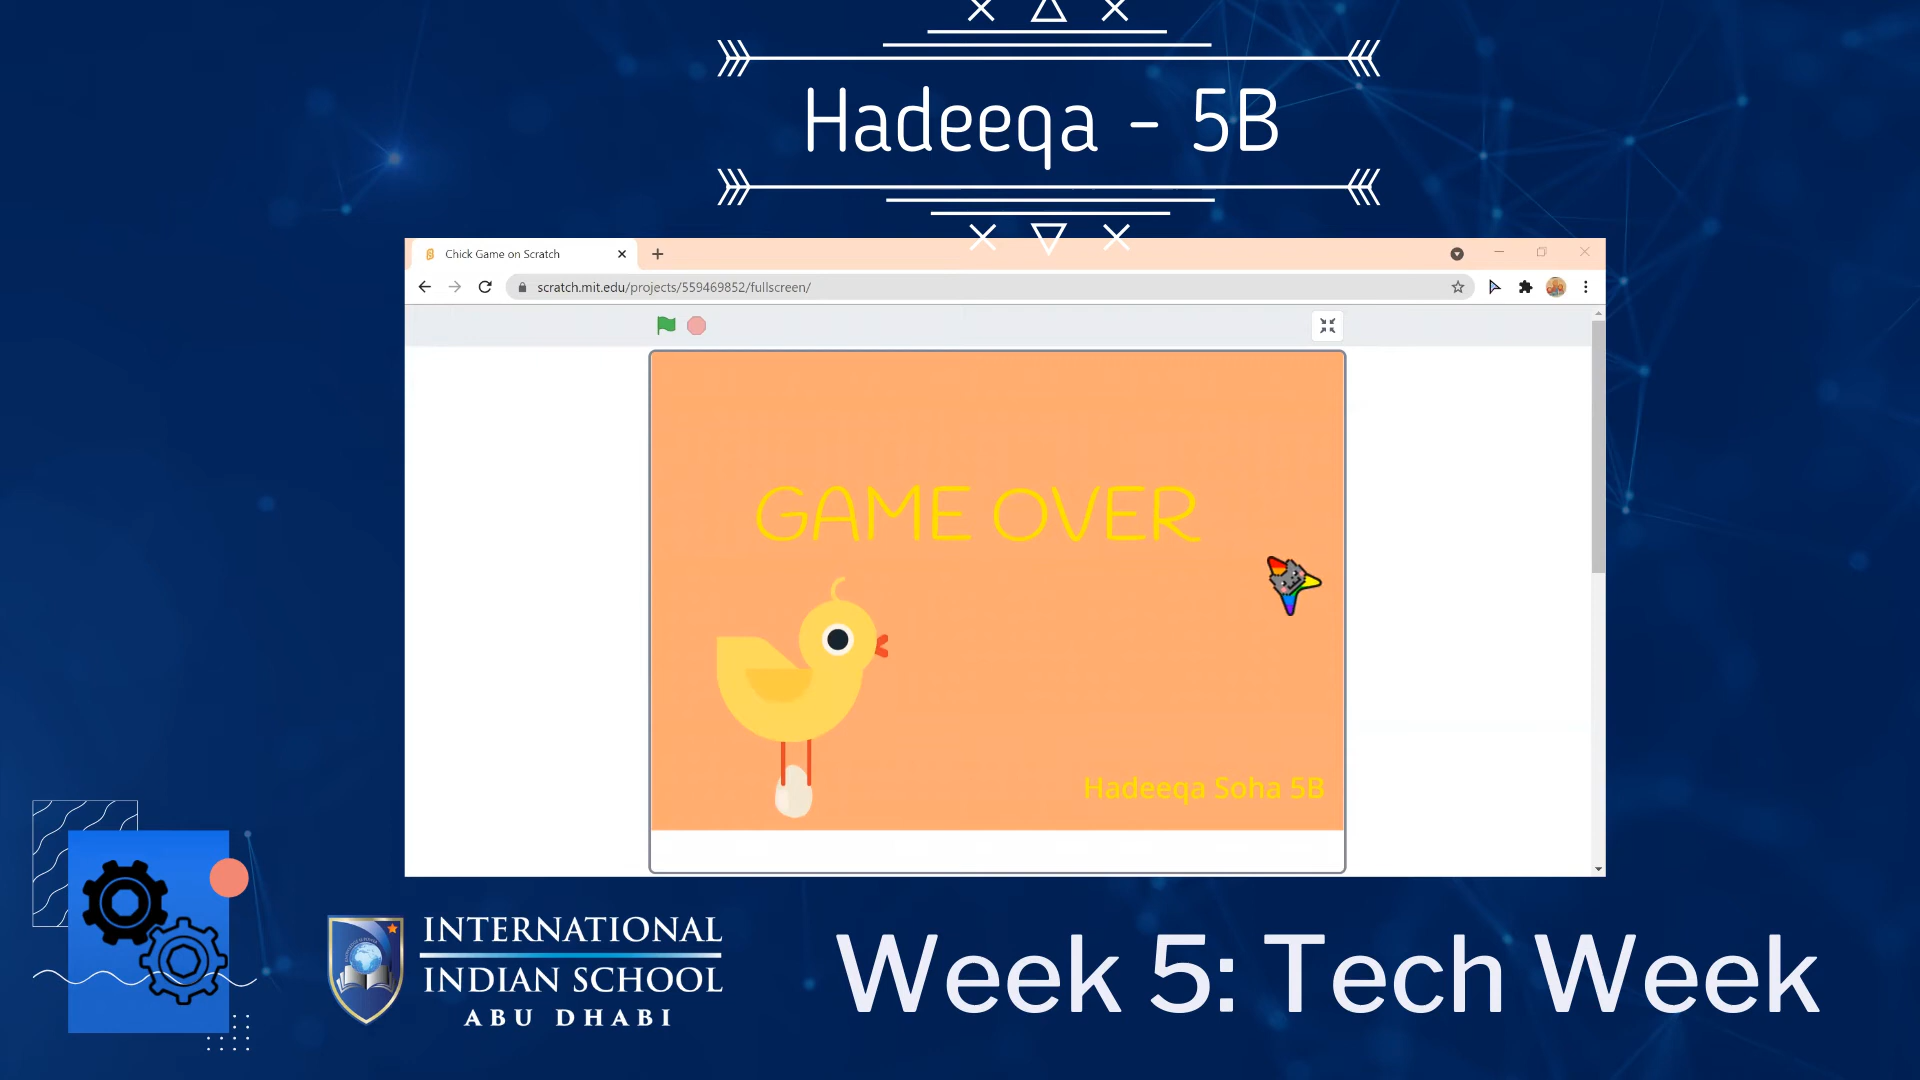 Hadeeqa - 5B
Chick Game on Scratch
scratch.mit.edu/projects/559469852/fullscreen/
GAME OVER
Hadeeqa Soha 5B
INTERNATIONAL
INDIAN SCHOOL
ABU DHABI
Week 5: Tech Week